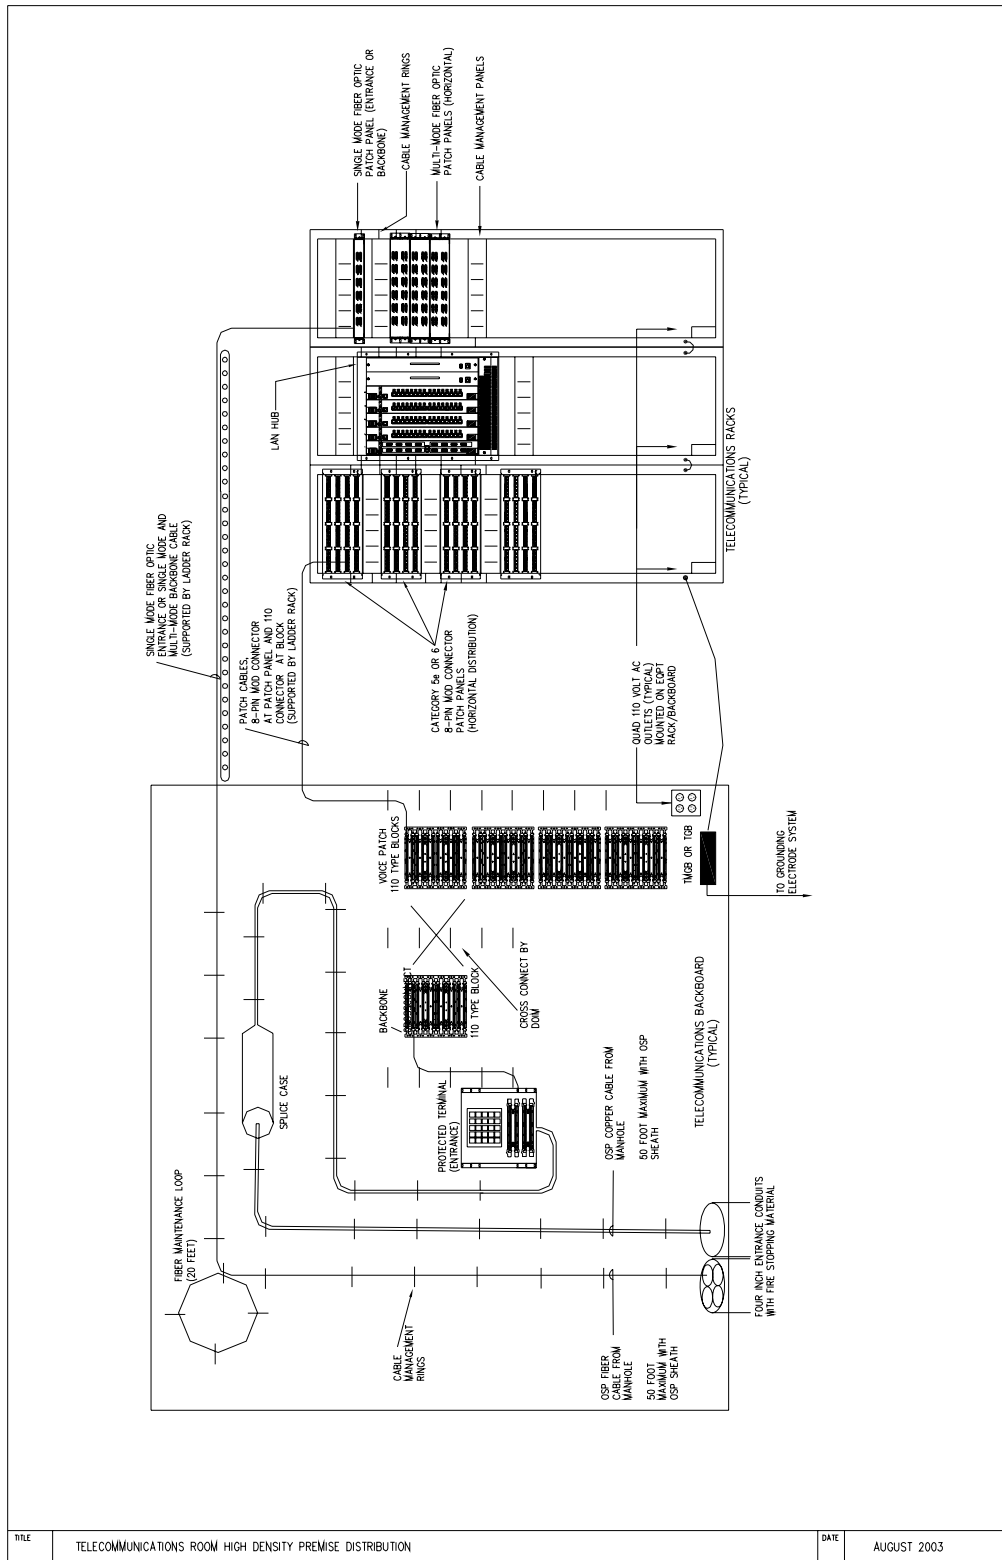 SINGLE MODE FIBER OPTIC
PATCH PANEL (ENTRANCE OR
BACKBONE)
CABLE MANAGEMENT RINGS
MULTI-MODE FIBER OPTIC
PATCH PANELS (HORIZONTAL)
CABLE MANAGEMENT PANELS
LAN HUB
TELECOMMUNICATIONS RACKS
(TYPICAL)
SINGLE MODE FIBER OPTIC
ENTRANCE OR SINGLE MODE AND
MULTI-MODE BACKBONE CABLE
(SUPPORTED BY LADDER RACK)
PATCH CABLES,
8-PIN MOD CONNECTOR
AT PATCH PANEL AND 110
CONNECTOR AT BLOCK
(SUPPORTED BY LADDER RACK)
CATEGORY 5e OR 6
8-PIN MOD CONNECTOR
PATCH PANELS
(HORIZONTAL DISTRIBUTION)
QUAD 110 VOLT AC
OUTLETS (TYPICAL)
MOUNTED ON EQPT
RACK/BACKBOARD
VOICE PATCH
110 TYPE BLOCKS
TMGB OR TGB
TO GROUNDING
ELECTRODE SYSTEM
BACKBONE
110 TYPE BLOCK
CROSS CONNECT BY
DOIM
TELECOMMUNICATIONS BACKBOARD
(TYPICAL)
SPLICE CASE
PROTECTED TERMINAL
(ENTRANCE)
OSP COPPER CABLE FROM
MANHOLE
50 FOOT MAXIMUM WITH OSP
SHEATH
FIBER MAINTENANCE LOOP
(20 FEET)
FOUR INCH ENTRANCE CONDUITS
WITH FIRE STOPPING MATERIAL
CABLE
MANAGEMENT
RINGS
OSP FIBER
CABLE FROM
MANHOLE
50 FOOT
MAXIMUM WITH
OSP SHEATH
TITLE
TELECOMMUNICATIONS ROOM HIGH DENSITY PREMISE DISTRIBUTION
DATE
AUGUST 2003